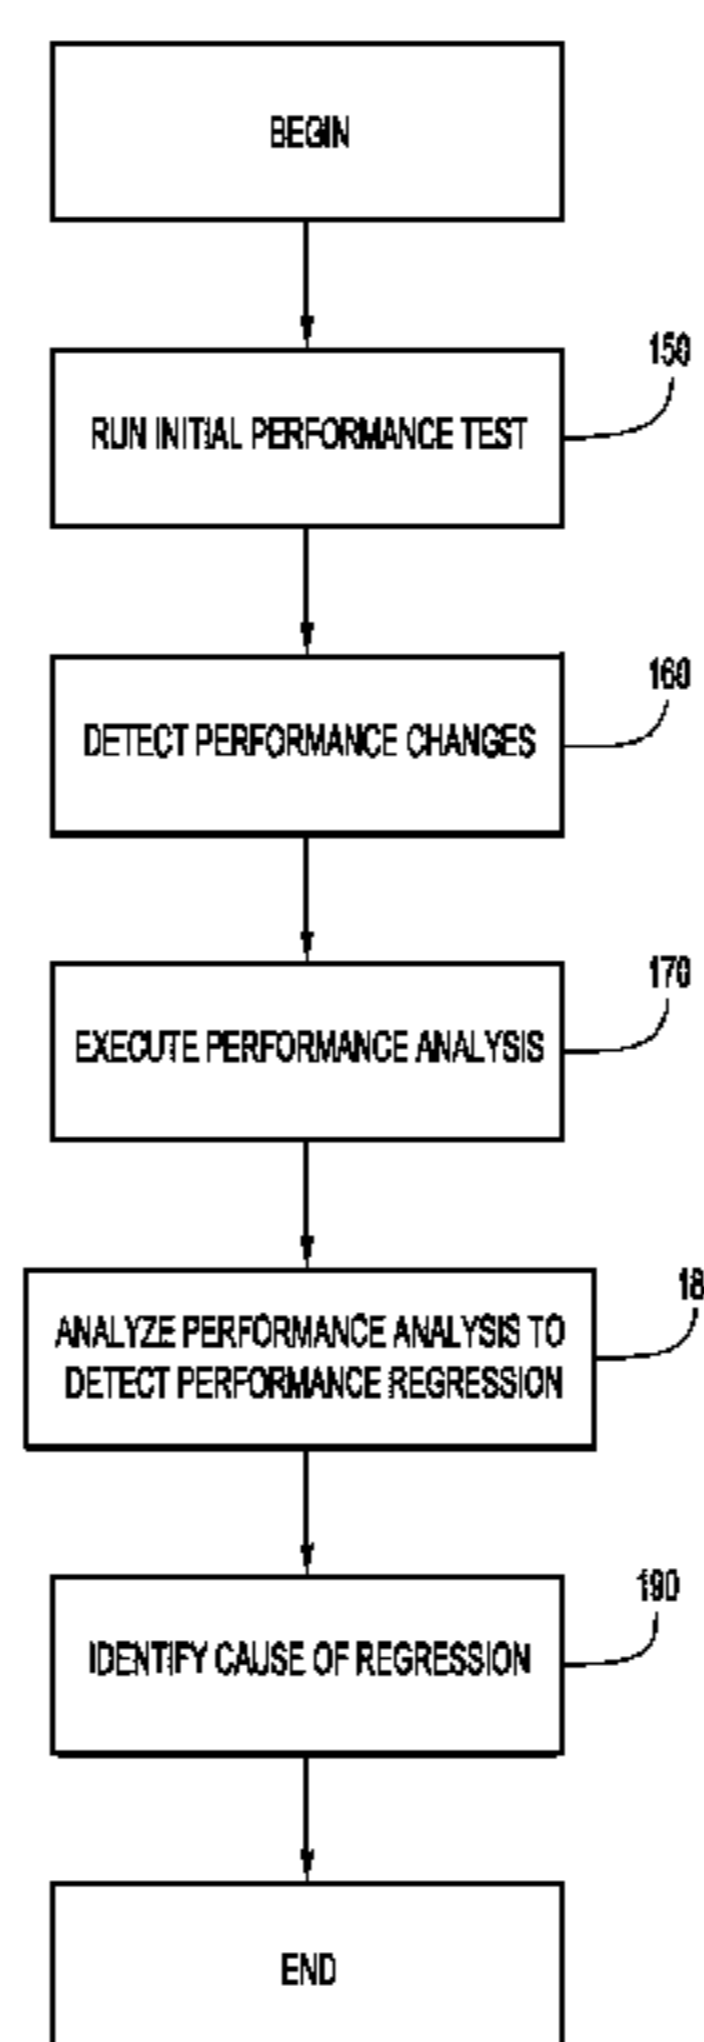 BEGIN
150
RUN INITIAL PERFORMANCE TEST
160
DETECT PERFORMANCE CHANGES
170
EXECUTE PERFORMANCE ANALYSIS
18
ANALYZE PERFORMANCE ANALYSIS TO
DETECT PERFORMANCE REGRESSION
190
IDENTIFY CAUSE OF REGRESSION
END